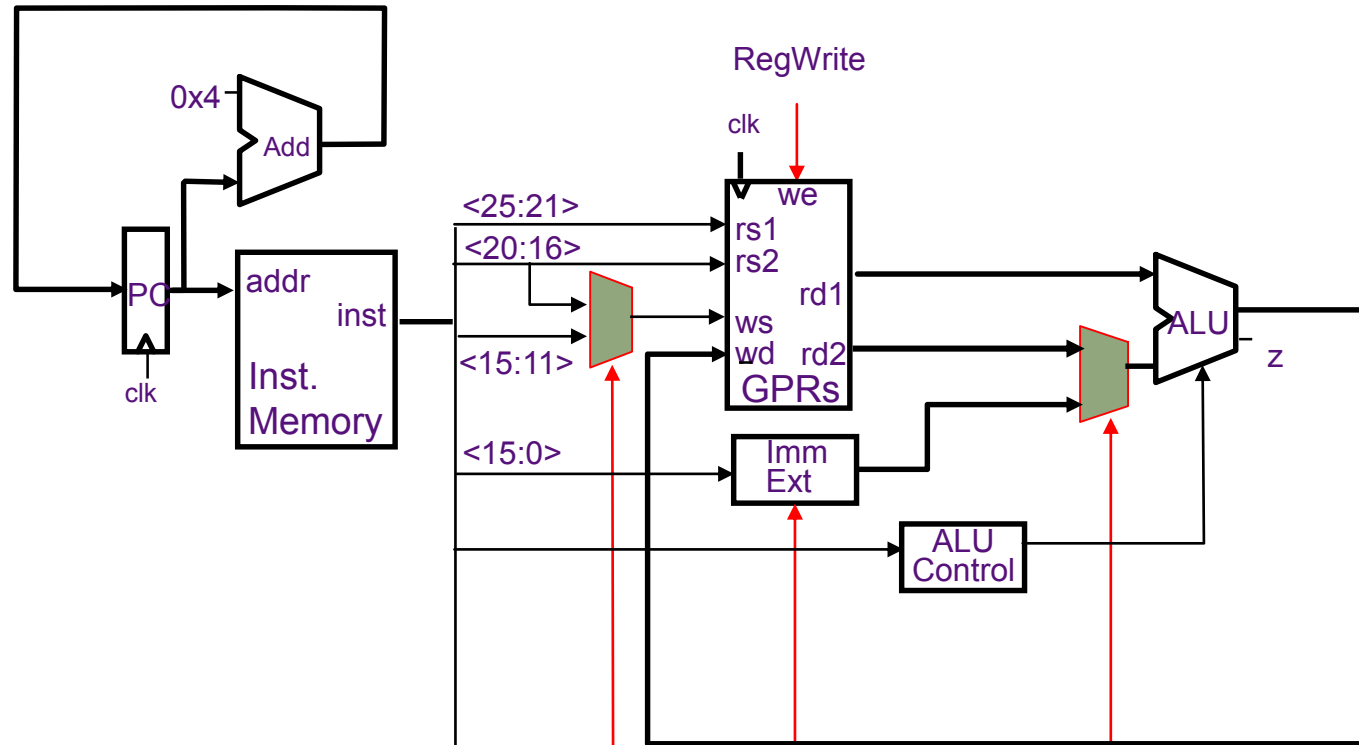 RegWrite
0x4
Add
clk
<25:21>
we
rs1
<20:16>
rs2
PC
addr
inst
rd1
ws
ALU
<15:11>
wd
rd2
z
clk
Inst.
Memory
GPRs
<15:0>
Imm
Ext
ALU
Control